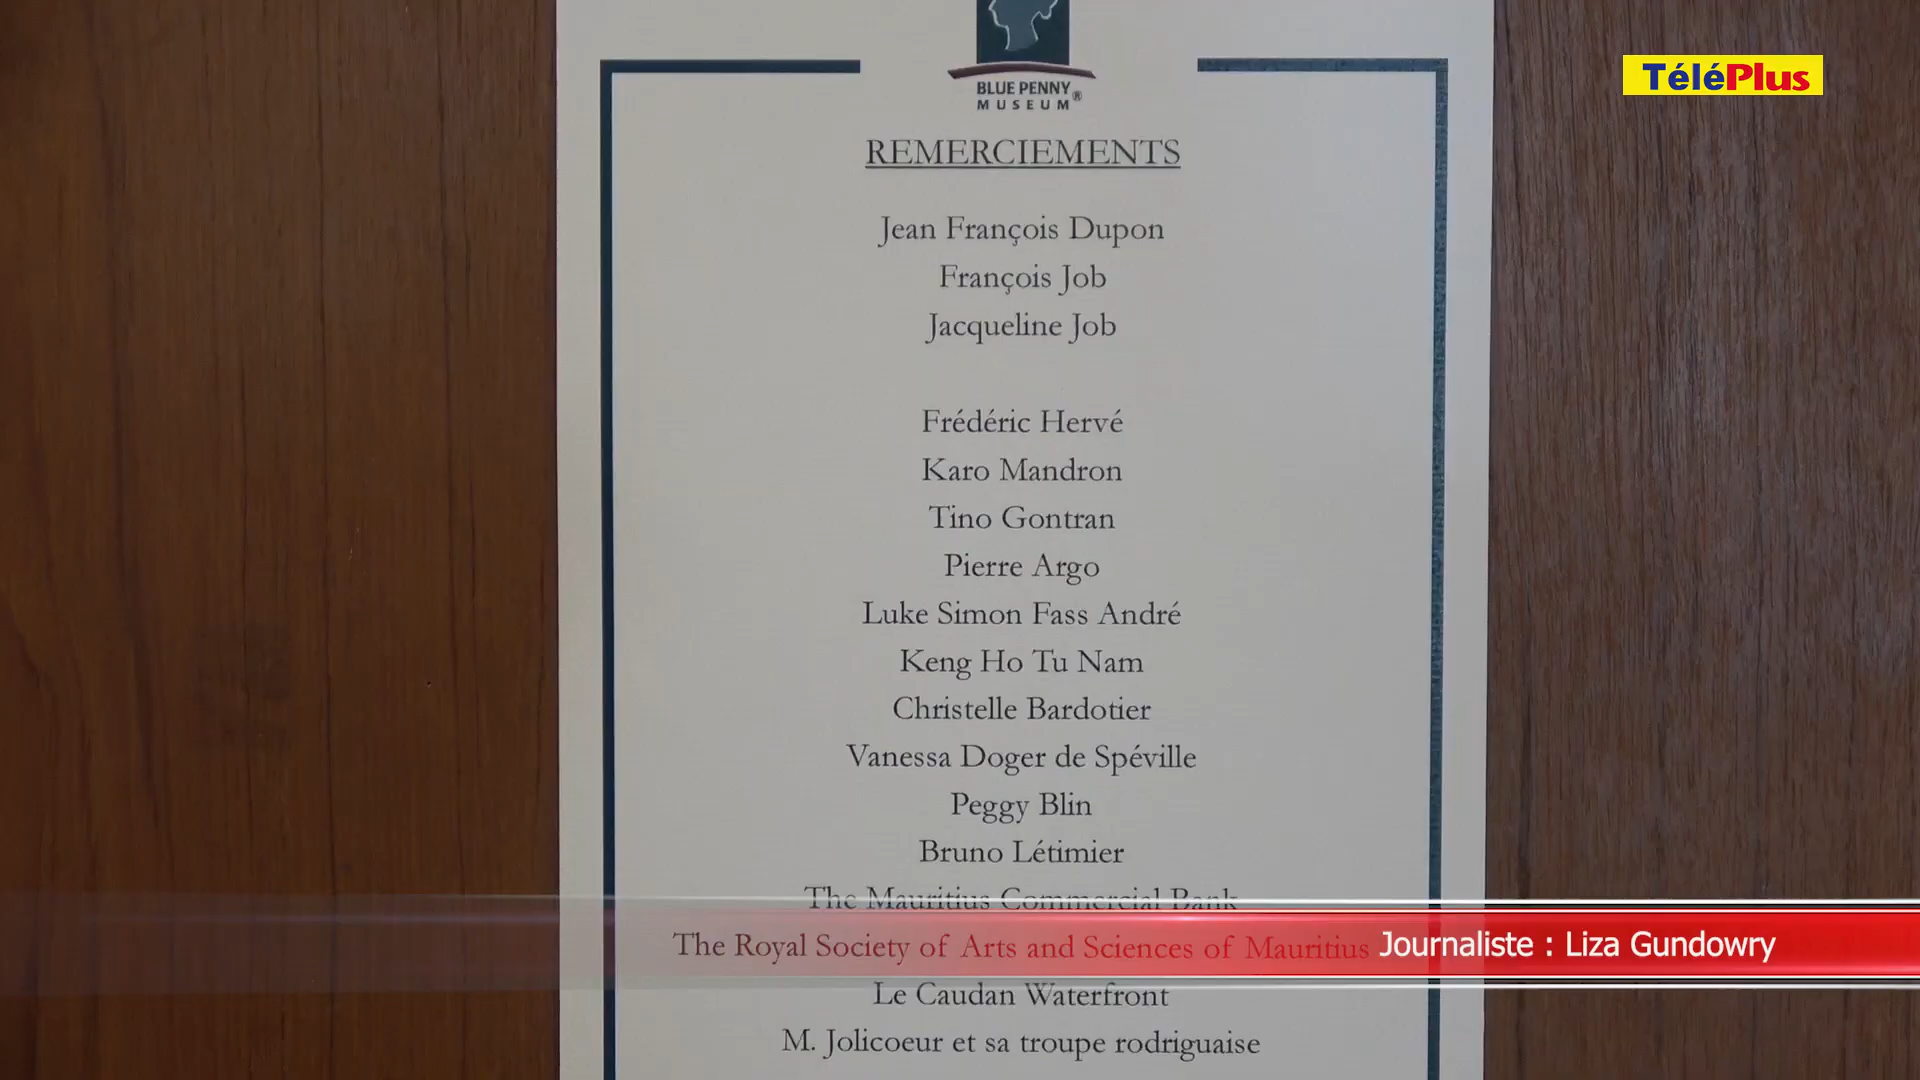 TéléPlus
BLUE PENNY
MUSEUM®
REMERCIEMENTS
Jean François Dupon
François Job
Jacqueline Job
Frédéric Hervé
Karo Mandron
Tino Gontran
Pierre Argo
Luke Simon Fass André
Keng Ho Tu Nam
Christelle Bardotier
Vanessa Doger de Spéville
Peggy Blin
Bruno Létimier
The Mauritius Commercial Bank
The Royal Society of Arts and Sciences of Mauritius
Journaliste : Liza Gundowry
Le Caudan Waterfront
M. Jolicoeur et sa troupe rodriguaise